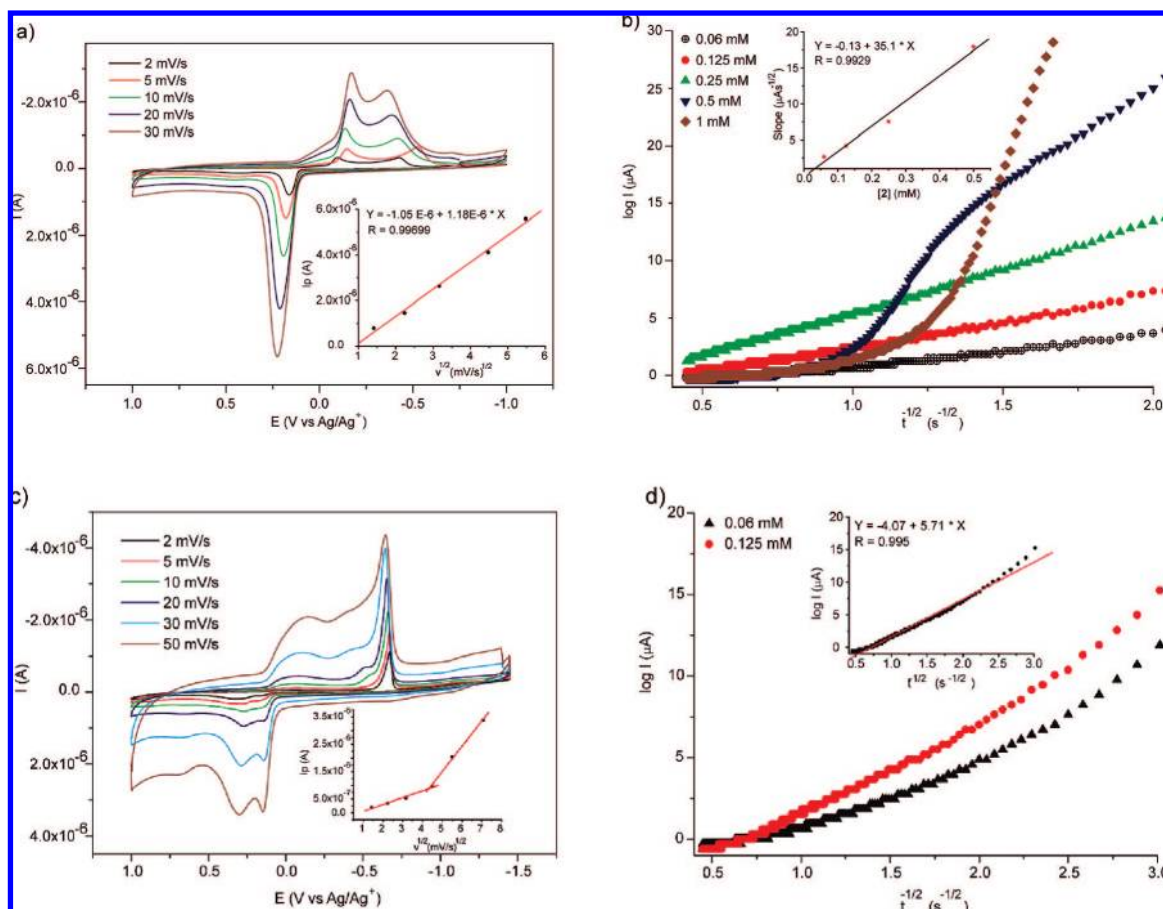 a)
2 mV/s
5 mV/s
10 mV/s
20 mV/s
30 mV/s
-2.0x10⁻⁶
0.0
2.0x10⁻⁶
4.0x10⁻⁶
6.0x10⁻⁶
I (A)
1.0 0.5 0.0 -0.5 -1.0
E (V vs Ag/Ag⁺)
Y = -1.05 E-6 + 1.18E-6 * X
R = 0.99699
6.0x10⁻⁶
4.0x10⁻⁶
2.0x10⁻⁶
0.0
Ip (A)
1 2 3 4 5 6
v^1/2 (mV/s)^1/2
b)
0.06 mM
0.125 mM
0.25 mM
0.5 mM
1 mM
30
25
20
15
10
5
0
log I (μA)
0.5 1.0 1.5 2.0
t^-1/2 (s^-1/2)
Y = -0.13 + 35.1 * X
R = 0.9929
20
15
10
5
Slope (μAs^-1/2)
0.0 0.1 0.2 0.3 0.4 0.5
[2] (mM)
c)
2 mV/s
5 mV/s
10 mV/s
20 mV/s
30 mV/s
50 mV/s
-4.0x10⁻⁶
-2.0x10⁻⁶
0.0
2.0x10⁻⁶
4.0x10⁻⁶
I (A)
1.0 0.5 0.0 -0.5 -1.0 -1.5
E (V vs Ag/Ag⁺)
3.5x10⁻⁶
2.5x10⁻⁶
1.5x10⁻⁶
5.0x10⁻⁷
0.0
Ip (A)
1 2 3 4 5 6 7 8
v^1/2 (mV/s)^1/2
d)
0.06 mM
0.125 mM
20
15
10
5
0
log I (μA)
0.5 1.0 1.5 2.0 2.5 3.0
t^-1/2 (s^-1/2)
Y = -4.07 + 5.71 * X
R = 0.995
20
15
10
5
0
log I (μA)
0.5 1.0 1.5 2.0 2.5 3.0
t^1/2 (s^-1/2)